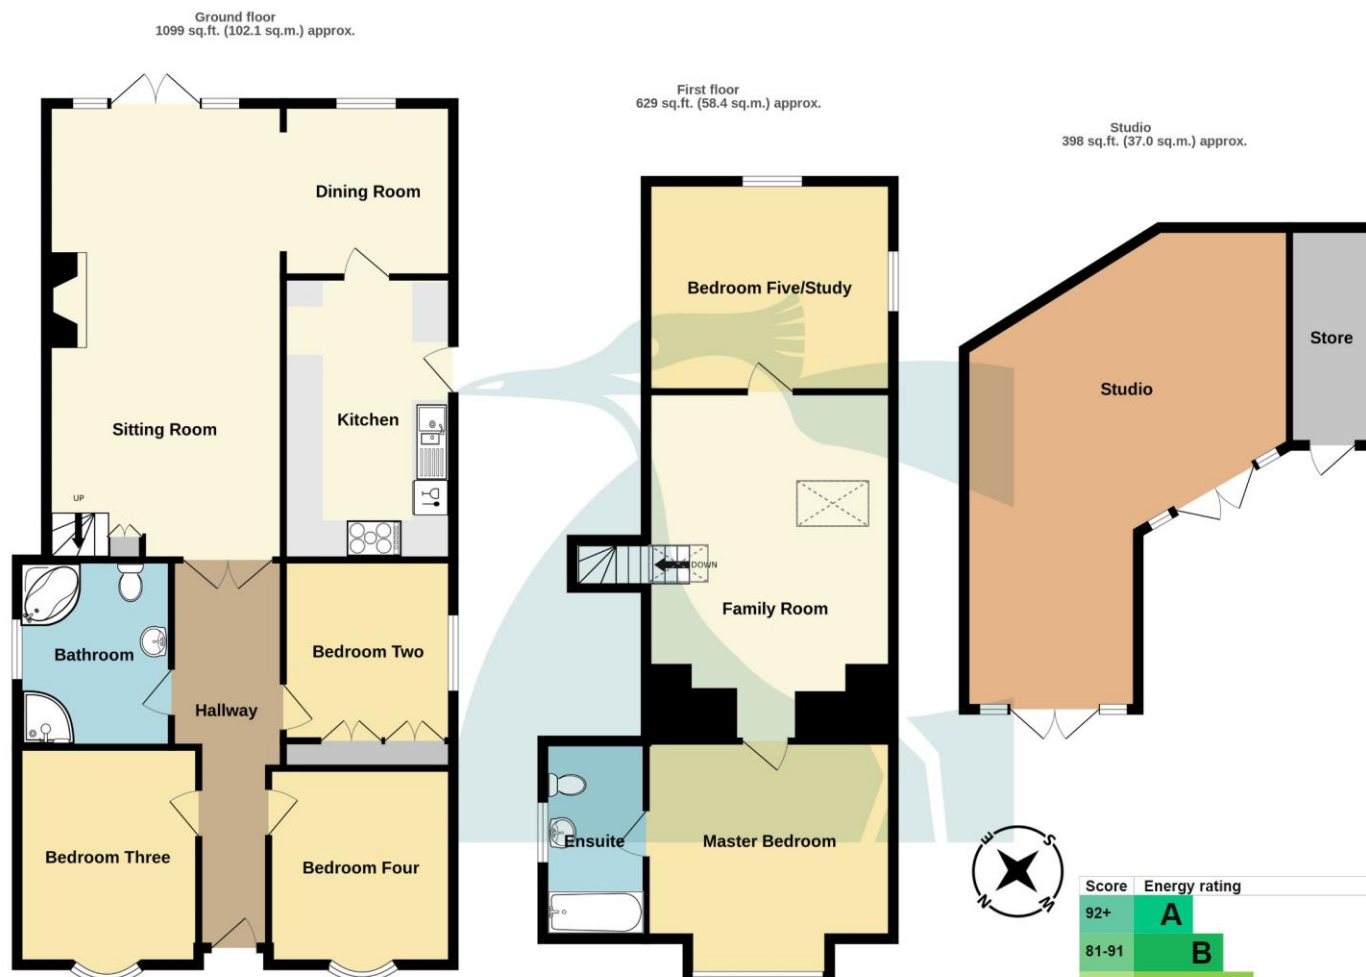 Ground floor
1099 sq.ft. (102.1 sq.m.) approx.
Dining Room
Kitchen
Sitting Room
UP
Bathroom
Bedroom Two
Hallway
Bedroom Three
Bedroom Four
First floor
629 sq.ft. (58.4 sq.m.) approx.
Bedroom Five/Study
DOWN
Family Room
Ensuite
Master Bedroom
Studio
398 sq.ft. (37.0 sq.m.) approx.
Store
Studio
E
S
N
W
Score Energy rating
92+ A
81-91 B